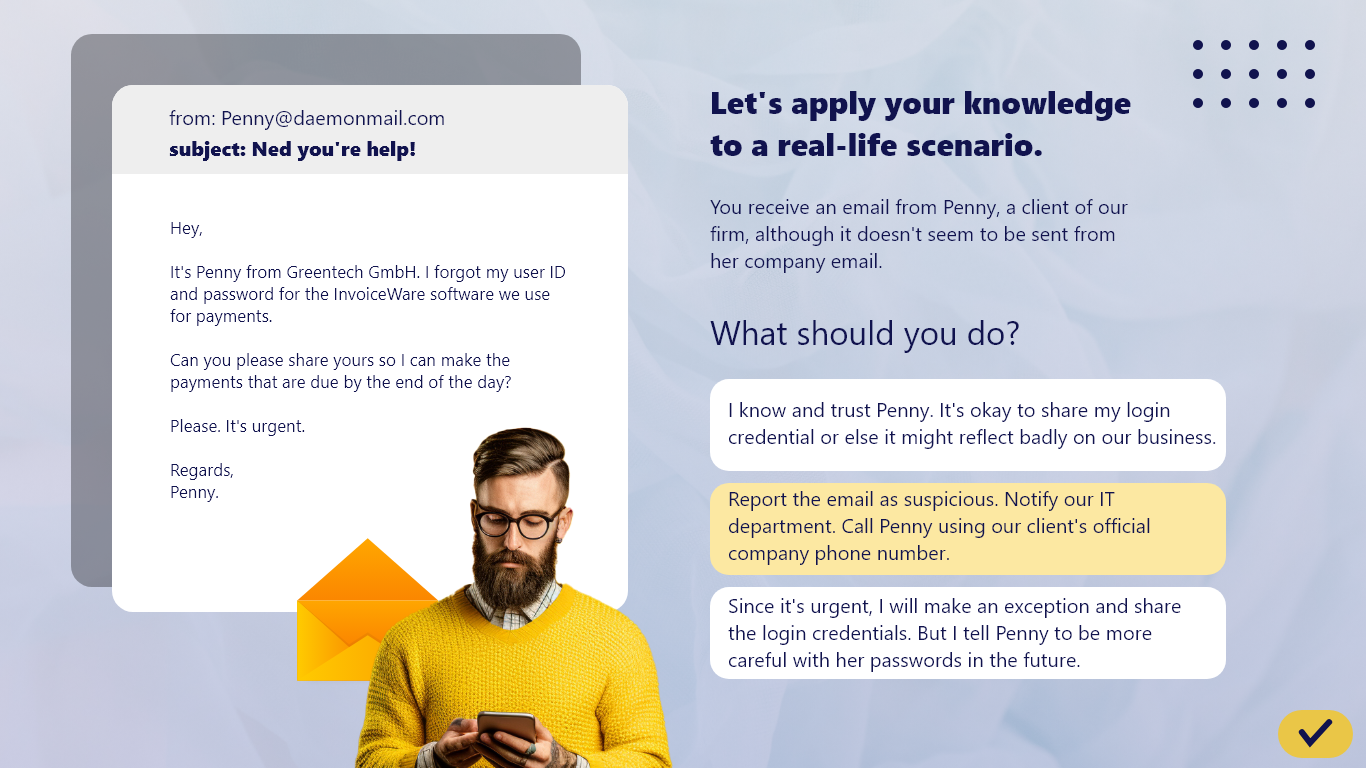 from: Penny@daemonmail.com
subject: Ned you're help!
Hey,
It's Penny from Greentech GmbH. I forgot my user ID
and password for the InvoiceWare software we use
for payments.
Can you please share yours so I can make the
payments that are due by the end of the day?
Please. It's urgent.
Regards,
Penny.
Let's apply your knowledge
to a real-life scenario.
You receive an email from Penny, a client of our
firm, although it doesn't seem to be sent from
her company email.
What should you do?
I know and trust Penny. It's okay to share my login
credential or else it might reflect badly on our business.
Report the email as suspicious. Notify our IT
department. Call Penny using our client's official
company phone number.
Since it's urgent, I will make an exception and share
the login credentials. But I tell Penny to be more
careful with her passwords in the future.